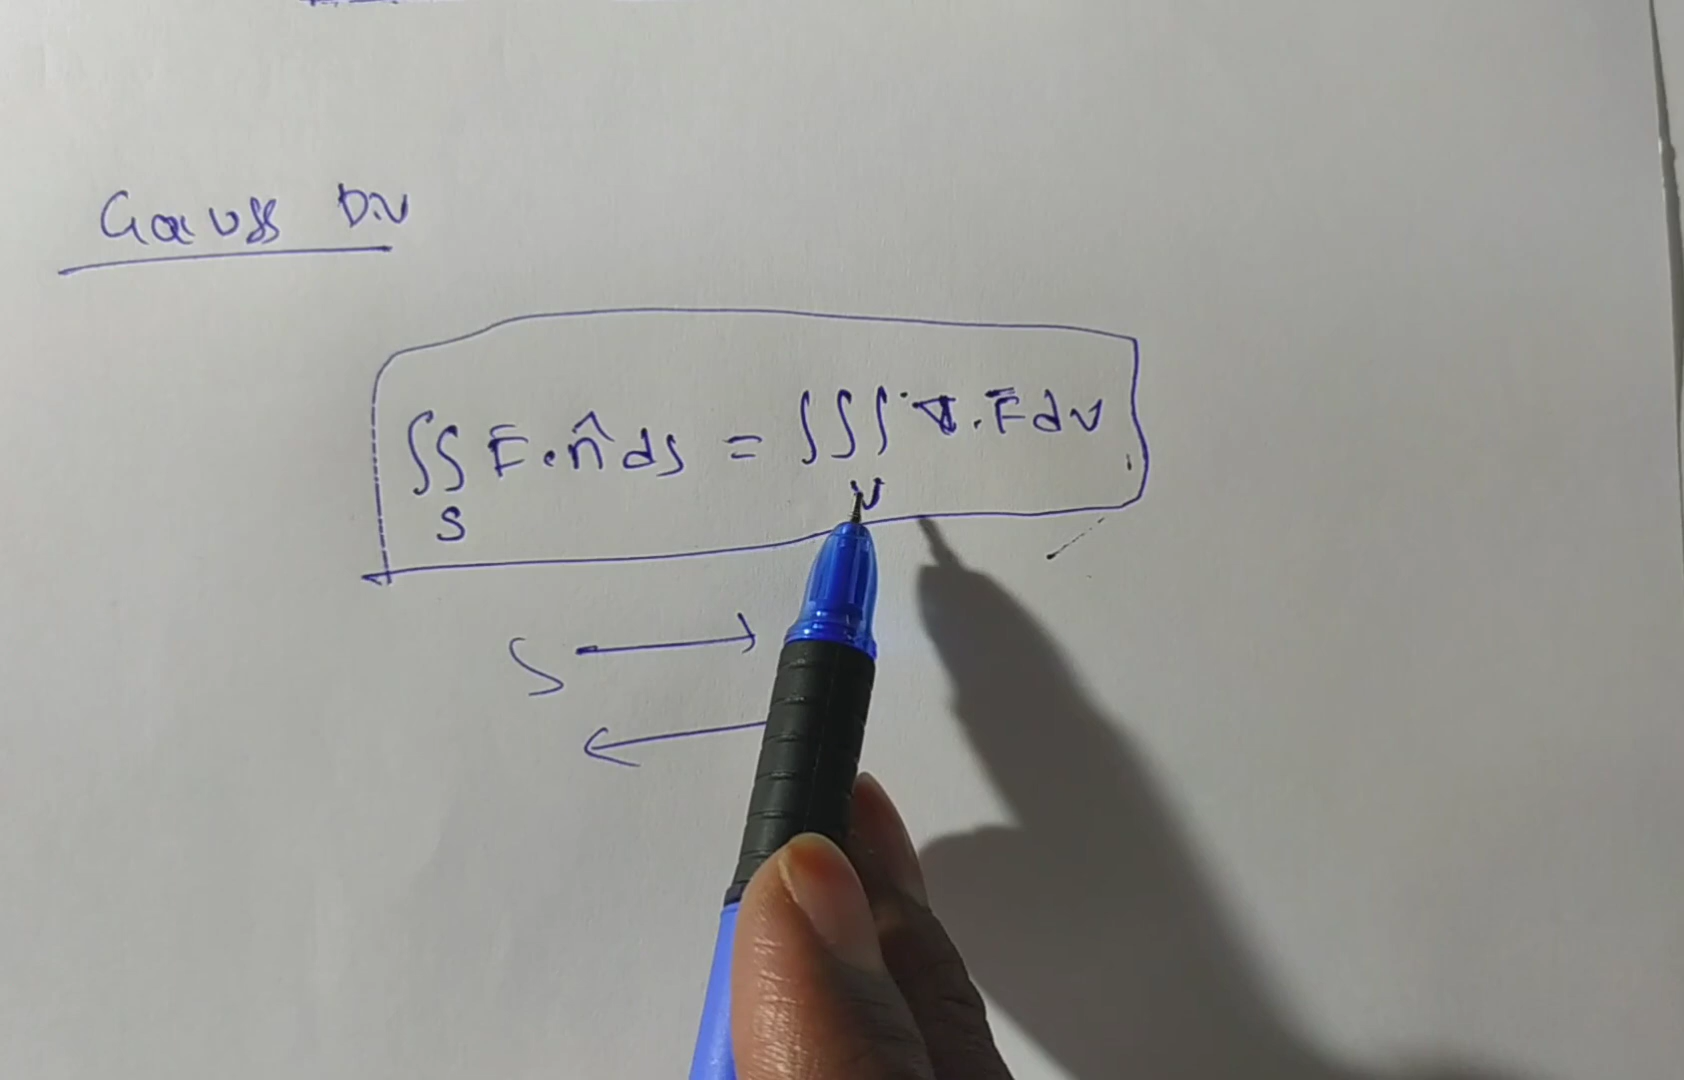 Gauss Div
∬ F̄.n̂ ds = ∭ ∇.F̄ dv
S V
S